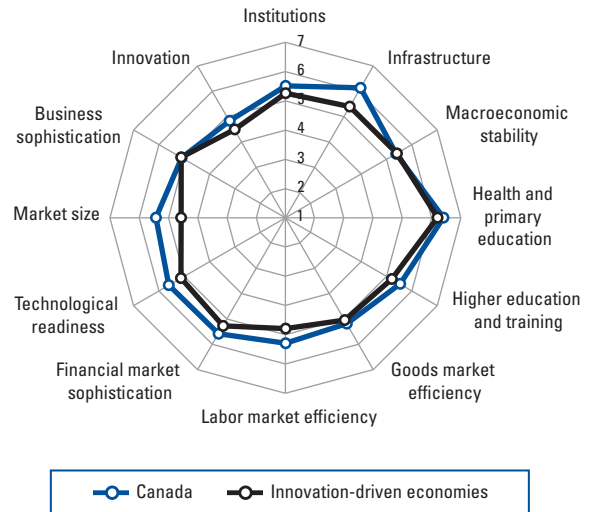 Institutions
Infrastructure
Macroeconomic
stability
Health and
primary
education
Higher education
and training
Goods market
efficiency
Labor market efficiency
Financial market
sophistication
Technological
readiness
Market size
Business
sophistication
Innovation
7
6
5
4
3
2
1
Canada
Innovation-driven economies